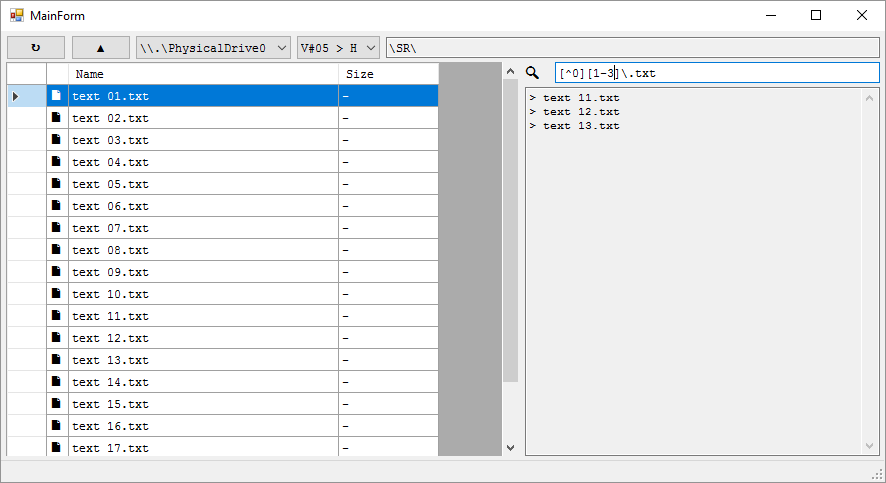 MainForm
↻ ▲ \\.\PhysicalDrive0 V#05 > H \SR\
Name Size
[^0][1-3]\.txt
text 01.txt -
text 02.txt -
text 03.txt -
text 04.txt -
text 05.txt -
text 06.txt -
text 07.txt -
text 08.txt -
text 09.txt -
text 10.txt -
text 11.txt -
text 12.txt -
text 13.txt -
text 14.txt -
text 15.txt -
text 16.txt -
text 17.txt -
> text 11.txt
> text 12.txt
> text 13.txt